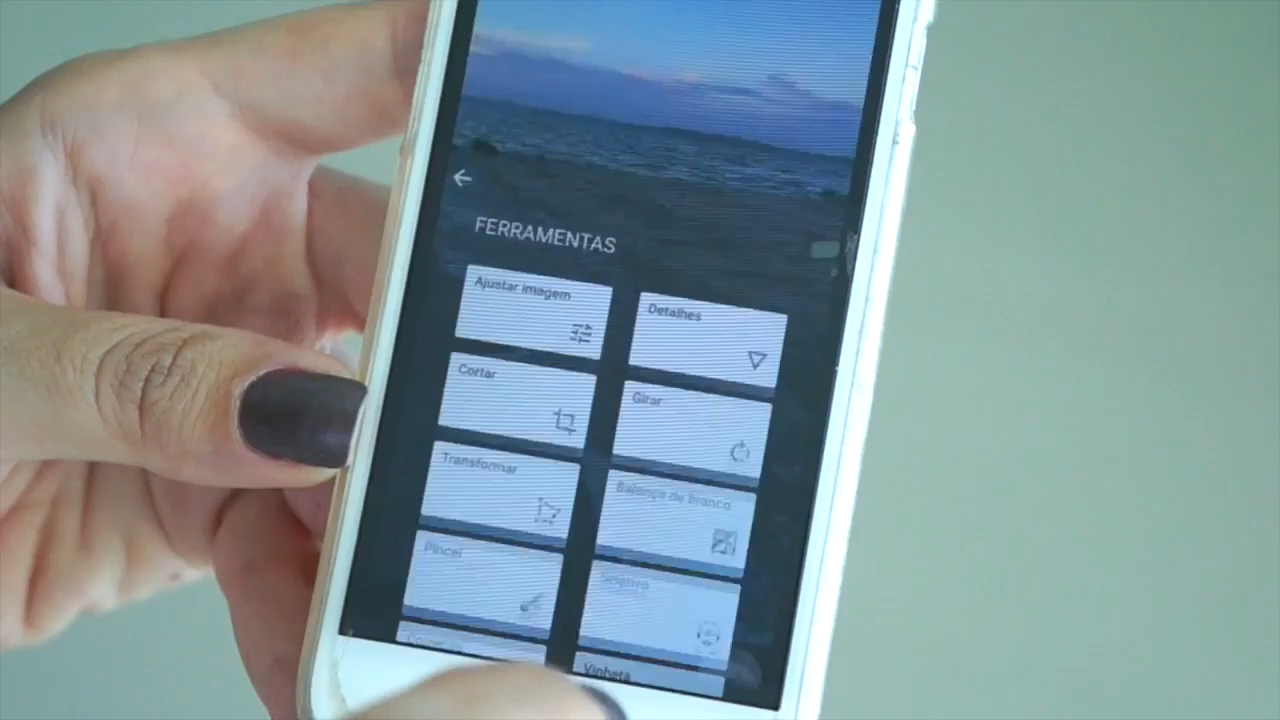 FERRAMENTAS
Ajustar imagem
Detalhes
Cortar
Girar
Transformar
Balanço de branco
Pincel
Vinheta